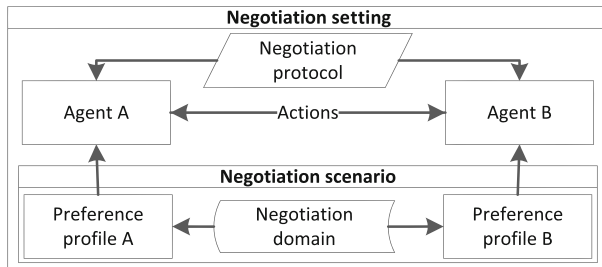 Negotiation setting
Negotiation
protocol
Agent A
Actions
Agent B
Negotiation scenario
Preference
profile A
Negotiation
domain
Preference
profile B